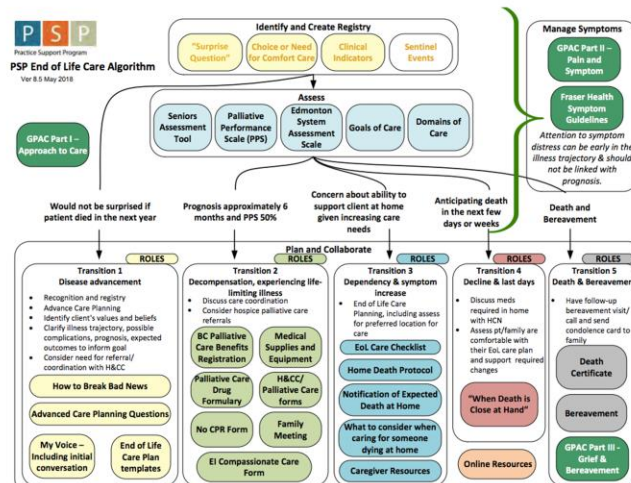 P S P
Practice Support Program
PSP End of Life Care Algorithm
Ver 8.5 May 2018
Identify and Create Registry
"Surprise
Question"
Choice or Need
for Comfort Care
Clinical
Indicators
Sentinel
Events
Manage Symptoms
GPAC Part II –
Pain and
Symptom
Fraser Health
Symptom
Guidelines
Attention to symptom
distress can be early in the
illness trajectory & should
not be linked with
prognosis.
GPAC Part I –
Approach to Care
Assess
Seniors
Assessment
Tool
Palliative
Performance
Scale (PPS)
Edmonton
System
Assessment
Scale
Goals of Care
Domains of
Care
Would not be surprised if
patient died in the next year
Prognosis approximately 6
months and PPS 50%
Concern about ability to
support client at home
given increasing care
needs
Anticipating death
in the next few
days or weeks
Death and
Bereavement
Plan and Collaborate
ROLES
Transition 1
Disease advancement
• Recognition and registry
• Advance Care Planning
• Identify client's values and beliefs
• Clarify illness trajectory, possible
complications, prognosis, expected
outcomes to inform goal
• Consider need for referral/
coordination with H&CC
How to Break Bad News
Advanced Care Planning Questions
My Voice –
Including initial
conversation
End of Life
Care Plan
templates
ROLES
Transition 2
Decompensation, experiencing life-
limiting illness
• Discuss care coordination
• Consider hospice palliative care
referrals
BC Palliative
Care Benefits
Registration
Medical
Supplies and
Equipment
Palliative Care
Drug
Formulary
H&CC/
Palliative Care
forms
No CPR Form
Family
Meeting
EI Compassionate Care
Form
ROLES
Transition 3
Dependency & symptom
increase
• End of Life Care
Planning, including assess
for preferred location for
care
EoL Care Checklist
Home Death Protocol
Notification of Expected
Death at Home
What to consider when
caring for someone
dying at home
Caregiver Resources
ROLES
Transition 4
Decline & last days
• Discuss meds
required in home
with HCN
• Assess pt/family are
comfortable with
their EoL care plan
and support required
changes
"When Death is
Close at Hand"
Online Resources
ROLES
Transition 5
Death & Bereavement
• Have follow-up
bereavement visit/
call and send
condolence card to
family
Death
Certificate
Bereavement
GPAC Part III -
Grief &
Bereavement